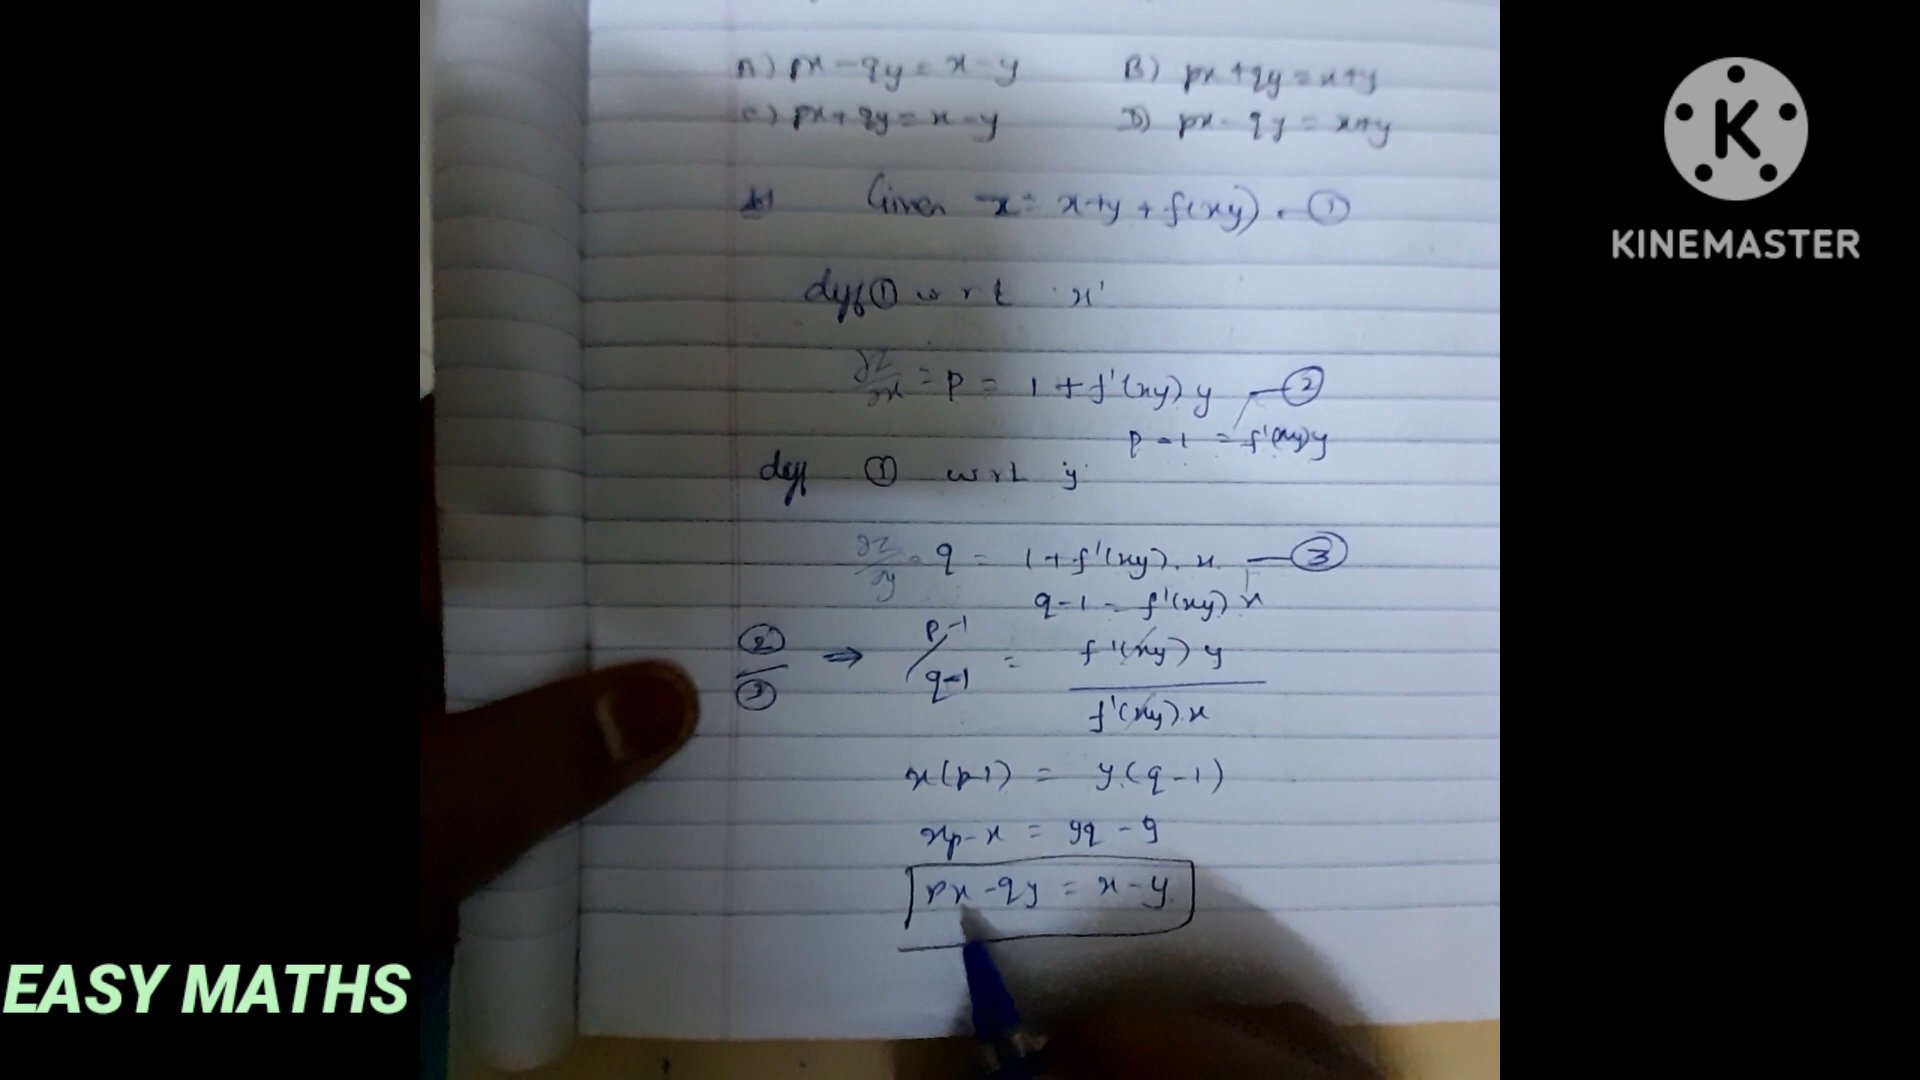 A) px - qy = x - y B) px + qy = x + y
C) px + qy = x - y D) px - qy = x + y
Given z = x + y + f(xy). ①
diff ① w r t 'x'
∂z/∂x = p = 1 + f'(xy) y — ②
p - 1 = f'(xy) y
diff ① w r t y
∂z/∂y = q = 1 + f'(xy). x — ③
q - 1 = f'(xy) x
②/③ ⇒ p-1/q-1 = f'(xy) y / f'(xy).x
x(p-1) = y(q-1)
xp - x = yq - y
px - qy = x - y
K
KINEMASTER
EASY MATHS